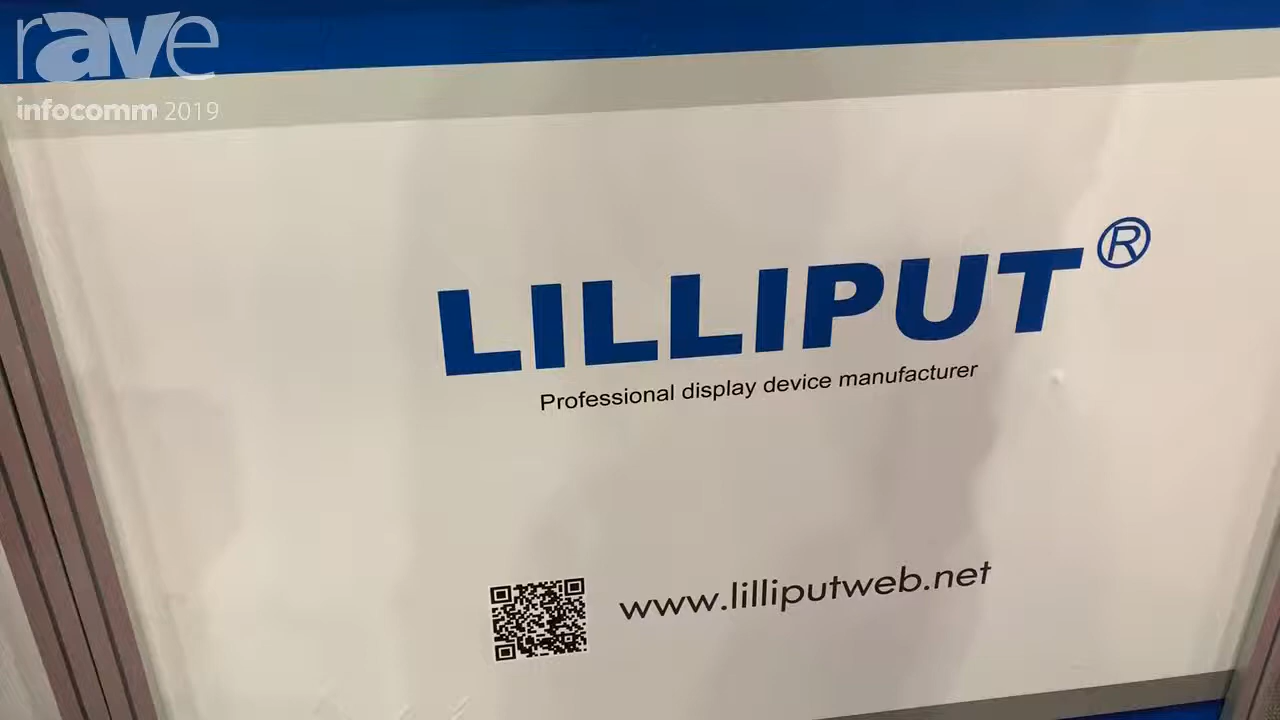 rave
infocomm 2019
LILLIPUT®
Professional display device manufacturer
www.lilliputweb.net